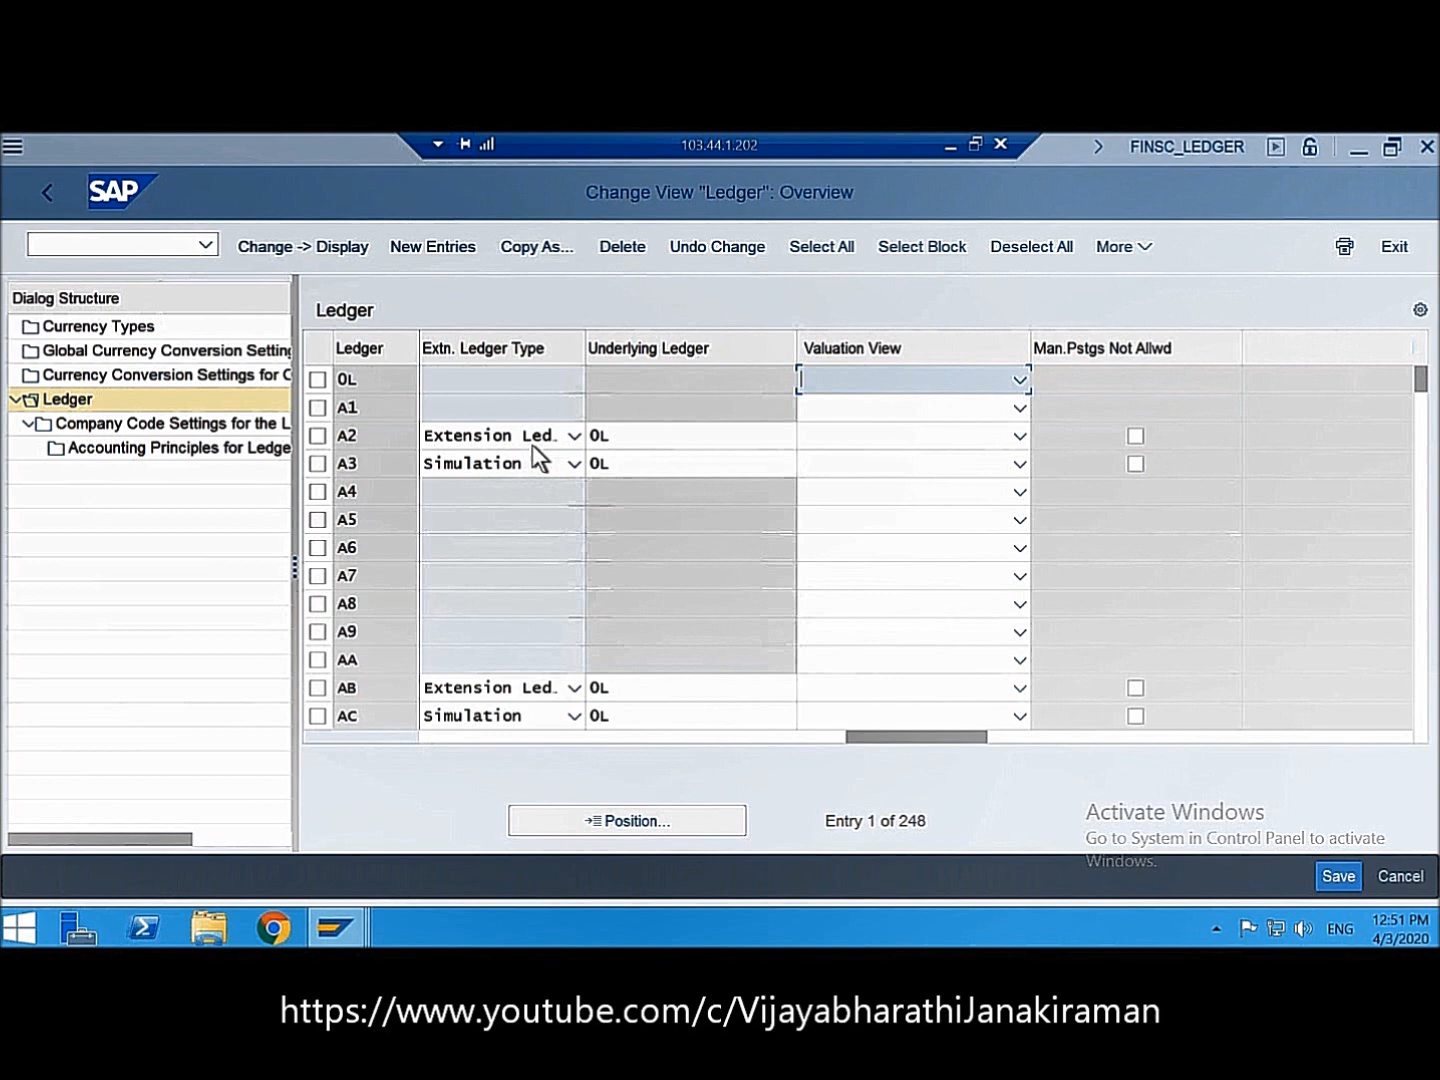 103.44.1.202
FINSC_LEDGER
SAP
Change View "Ledger": Overview
Change -> Display New Entries Copy As... Delete Undo Change Select All Select Block Deselect All More Exit
Dialog Structure
Currency Types
Global Currency Conversion Setting
Currency Conversion Settings for C
Ledger
Company Code Settings for the L
Accounting Principles for Ledge
Ledger
Ledger Extn. Ledger Type Underlying Ledger Valuation View Man.Pstgs Not Allwd
0L
A1
A2 Extension Led. 0L
A3 Simulation 0L
A4
A5
A6
A7
A8
A9
AA
AB Extension Led. 0L
AC Simulation 0L
Position... Entry 1 of 248
Activate Windows
Go to System in Control Panel to activate
Windows.
Save Cancel
ENG 12:51 PM
4/3/2020
https://www.youtube.com/c/VijayabharathiJanakiraman